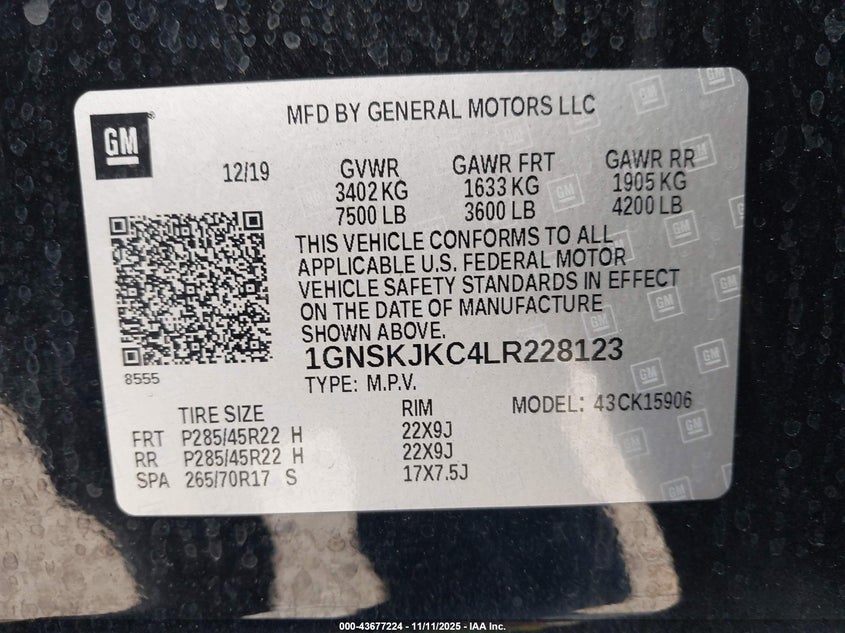 MFD BY GENERAL MOTORS LLC
GM
12/19
GVWR GAWR FRT GAWR RR
3402 KG 1633 KG 1905 KG
7500 LB 3600 LB 4200 LB
THIS VEHICLE CONFORMS TO ALL
APPLICABLE U.S. FEDERAL MOTOR
VEHICLE SAFETY STANDARDS IN EFFECT
ON THE DATE OF MANUFACTURE
SHOWN ABOVE.
1GNSKJKC4LR228123
8555
TYPE: M.P.V.
TIRE SIZE RIM MODEL: 43CK15906
FRT P285/45R22 H 22X9J
RR P285/45R22 H 22X9J
SPA 265/70R17 S 17X7.5J
000-43677224 - 11/11/2025 - IAA Inc.